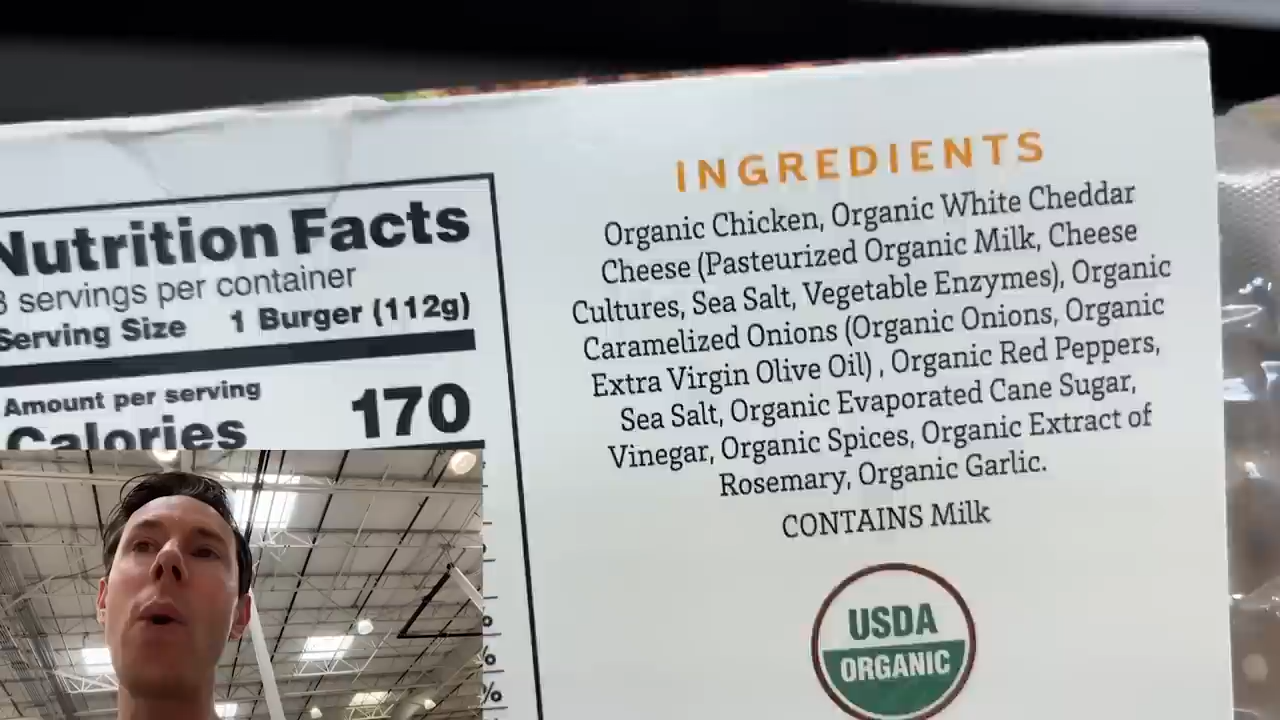 INGREDIENTS
Organic Chicken, Organic White Cheddar
Cheese (Pasteurized Organic Milk, Cheese
Cultures, Sea Salt, Vegetable Enzymes), Organic
Caramelized Onions (Organic Onions, Organic
Extra Virgin Olive Oil) , Organic Red Peppers,
Sea Salt, Organic Evaporated Cane Sugar,
Vinegar, Organic Spices, Organic Extract of
Rosemary, Organic Garlic.
CONTAINS Milk
USDA
ORGANIC
Nutrition Facts
servings per container
Serving Size 1 Burger (112g)
Amount per serving
Calories 170
%
%
%